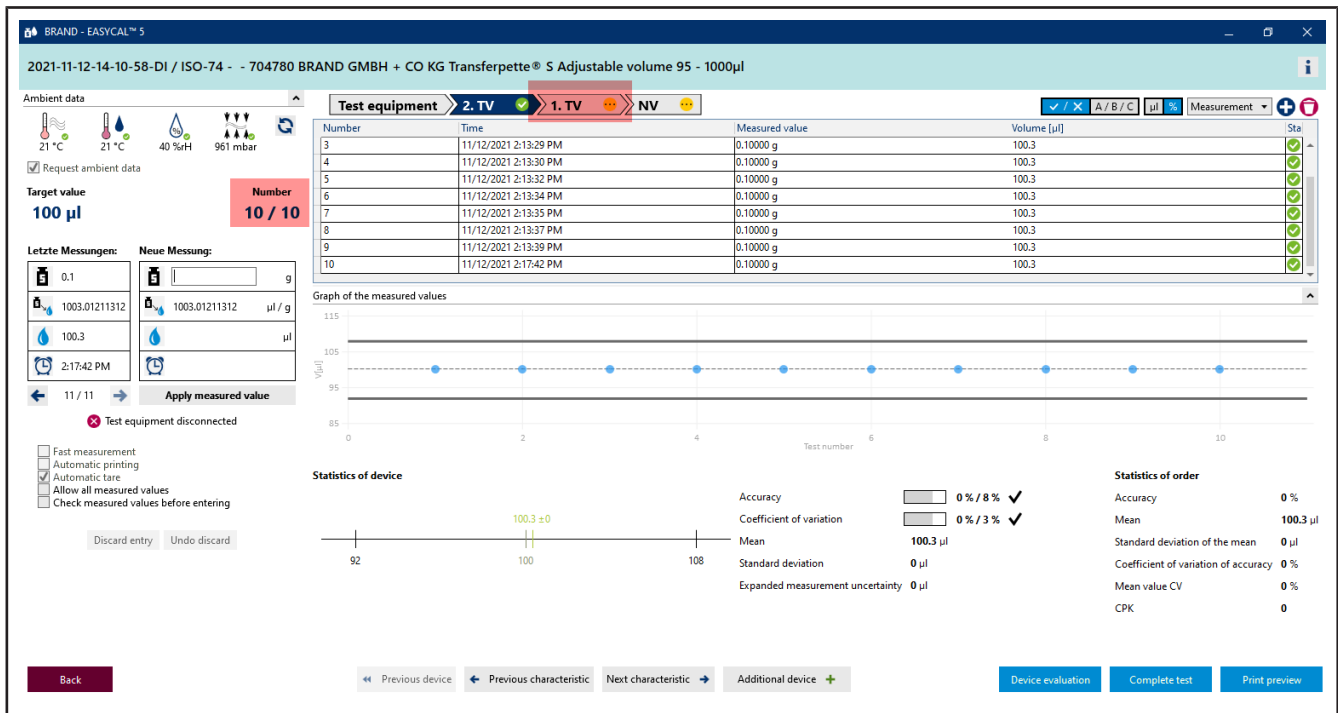 BRAND - EASYCAL™ 5
2021-11-12-14-10-58-DI / ISO-74 - - 704780 BRAND GMBH + CO KG Transferpette® S Adjustable volume 95 - 1000µl
i
Ambient data
21 °C 21 °C 40 %rH 961 mbar
Request ambient data
Target value Number
100 µl 10 / 10
Letzte Messungen: Neue Messung:
0.1 g
1003.01211312 1003.01211312 µl / g
100.3 µl
2:17:42 PM
11 / 11 Apply measured value
Test equipment disconnected
Fast measurement
Automatic printing
Automatic tare
Allow all measured values
Check measured values before entering
Discard entry Undo discard
Test equipment 2. TV 1. TV NV
✓ / X A / B / C µl % Measurement
Number Time Measured value Volume [µl] Sta
3 11/12/2021 2:13:29 PM 0.10000 g 100.3
4 11/12/2021 2:13:30 PM 0.10000 g 100.3
5 11/12/2021 2:13:32 PM 0.10000 g 100.3
6 11/12/2021 2:13:34 PM 0.10000 g 100.3
7 11/12/2021 2:13:35 PM 0.10000 g 100.3
8 11/12/2021 2:13:37 PM 0.10000 g 100.3
9 11/12/2021 2:13:39 PM 0.10000 g 100.3
10 11/12/2021 2:17:42 PM 0.10000 g 100.3
Graph of the measured values
115
105
95
85
V[µl]
0 2 4 6 8 10
Test number
Statistics of device
100.3 ±0
92 100 108
Accuracy 0 % / 8 % ✓
Coefficient of variation 0 % / 3 % ✓
Mean 100.3 µl
Standard deviation 0 µl
Expanded measurement uncertainty 0 µl
Statistics of order
Accuracy 0 %
Mean 100.3 µl
Standard deviation of the mean 0 µl
Coefficient of variation of accuracy 0 %
Mean value CV 0 %
CPK 0
Back Previous device Previous characteristic Next characteristic Additional device + Device evaluation Complete test Print preview